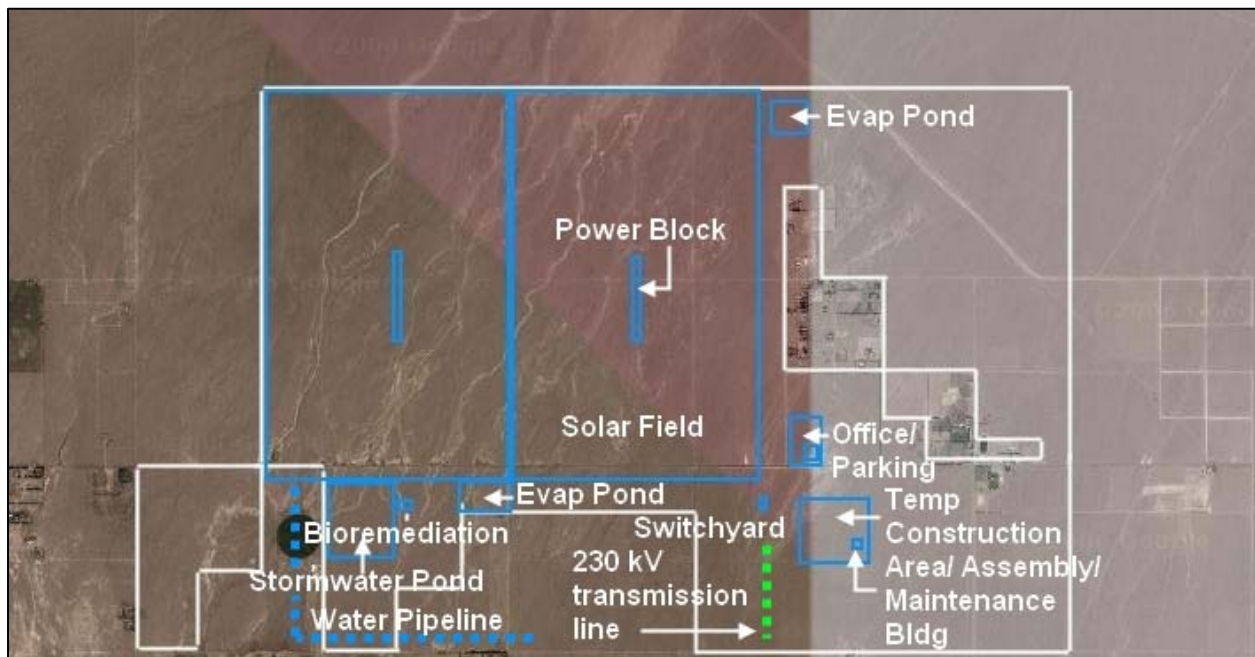 Evap Pond
Power Block
Solar Field
Office/
Parking
Evap Pond
Temp
Construction
Area/ Assembly/
Maintenance
Bldg
Switchyard
Bioremediation
230 kV
transmission
line
Stormwater Pond
Water Pipeline